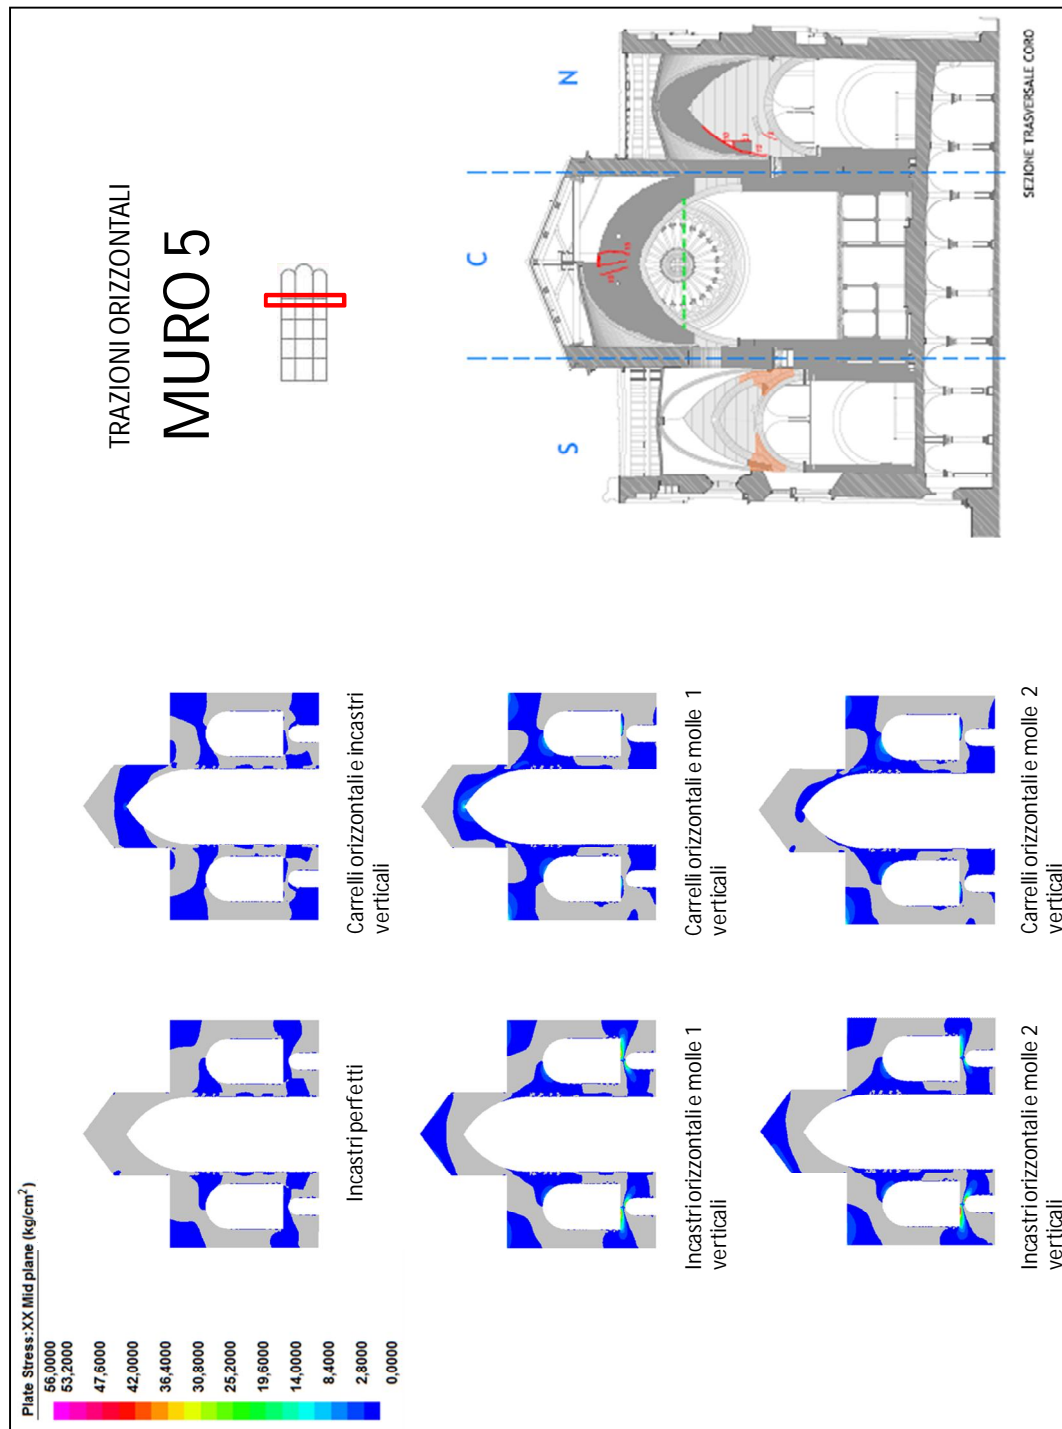 Plate Stress:XX Mid plane (kg/cm²)
56,0000
53,2000
47,6000
42,0000
36,4000
30,8000
25,2000
19,6000
14,0000
8,4000
2,8000
0,0000
Incastri perfetti
Carrelli orizzontali e incastri
verticali
Incastri orizzontali e molle 1
verticali
Carrelli orizzontali e molle 1
verticali
Incastri orizzontali e molle 2
verticali
Carrelli orizzontali e molle 2
verticali
TRAZIONI ORIZZONTALI
MURO 5
S
C
N
SEZIONE TRASVERSALE CORO